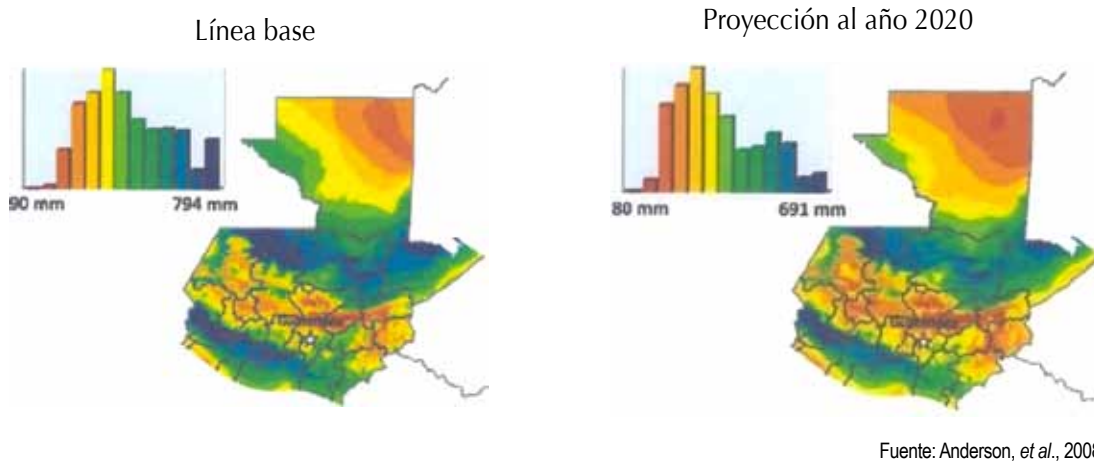 Línea base
Proyección al año 2020
90 mm
794 mm
80 mm
691 mm
Fuente: Anderson, et al., 2008